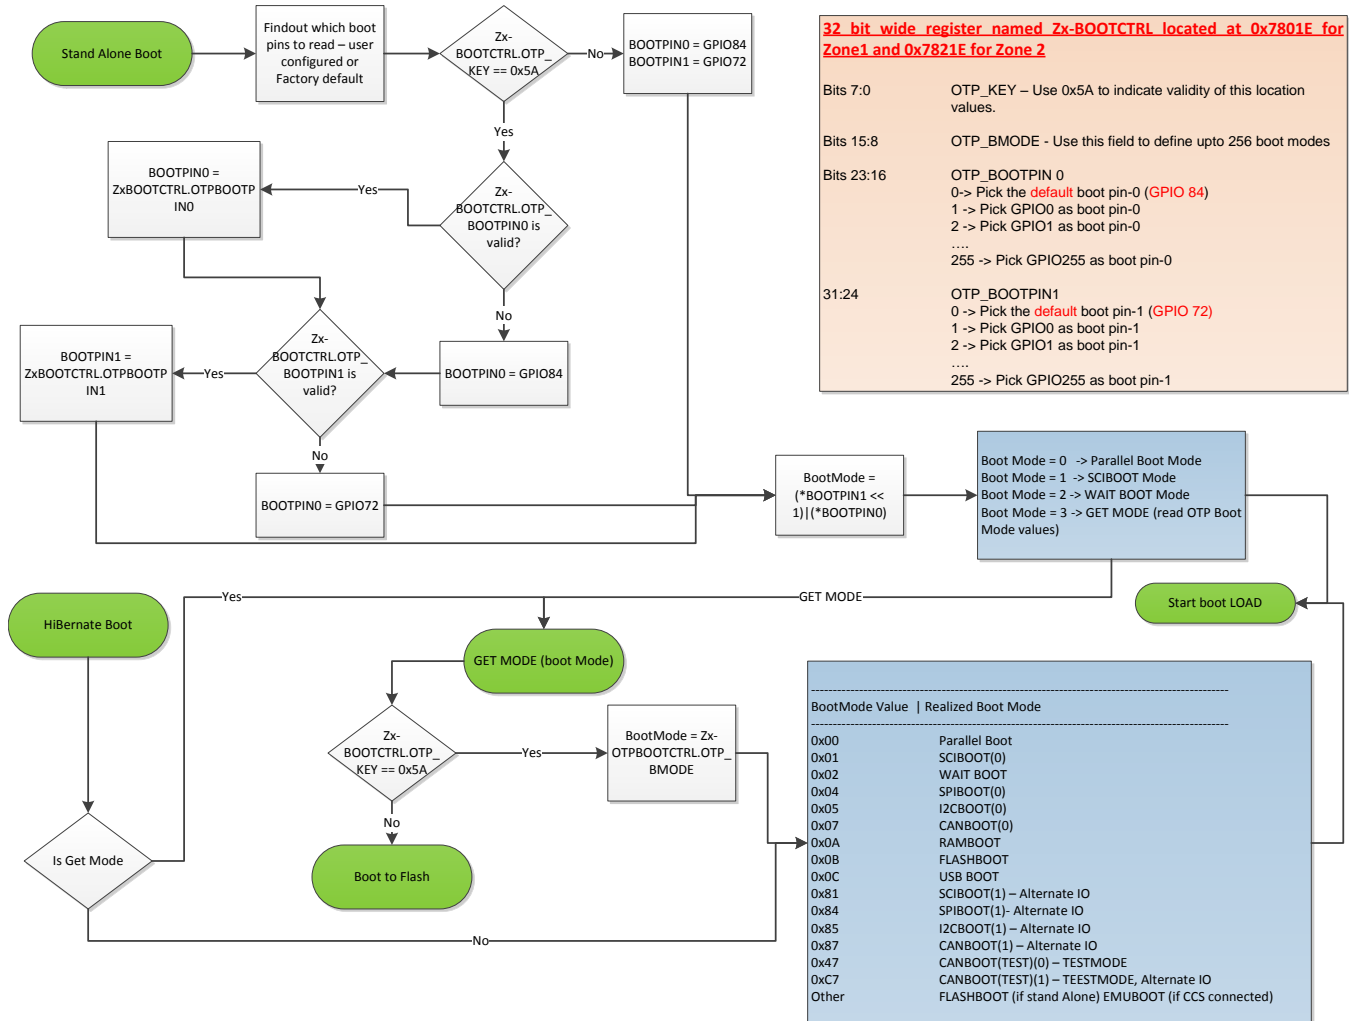 Stand Alone Boot
Findout which boot
pins to read – user
configured or
Factory default
Zx-
BOOTCTRL.OTP_
KEY == 0x5A
No
BOOTPIN0 = GPIO84
BOOTPIN1 = GPIO72
Yes
Zx-
BOOTCTRL.OTP_
BOOTPIN0 is
valid?
Yes
BOOTPIN0 =
ZxBOOTCTRL.OTPBOOTP
IN0
No
BOOTPIN0 = GPIO84
Zx-
BOOTCTRL.OTP_
BOOTPIN1 is
valid?
Yes
BOOTPIN1 =
ZxBOOTCTRL.OTPBOOTP
IN1
No
BOOTPIN0 = GPIO72
32 bit wide register named Zx-BOOTCTRL located at 0x7801E for
Zone1 and 0x7821E for Zone 2
Bits 7:0 OTP_KEY – Use 0x5A to indicate validity of this location
values.
Bits 15:8 OTP_BMODE - Use this field to define upto 256 boot modes
Bits 23:16 OTP_BOOTPIN 0
0-> Pick the default boot pin-0 (GPIO 84)
1 -> Pick GPIO0 as boot pin-0
2 -> Pick GPIO1 as boot pin-0
....
255 -> Pick GPIO255 as boot pin-0
31:24 OTP_BOOTPIN1
0 -> Pick the default boot pin-1 (GPIO 72)
1 -> Pick GPIO0 as boot pin-1
2 -> Pick GPIO1 as boot pin-1
....
255 -> Pick GPIO255 as boot pin-1
BootMode =
(*BOOTPIN1 <<
1)|(*BOOTPIN0)
Boot Mode = 0 -> Parallel Boot Mode
Boot Mode = 1 -> SCIBOOT Mode
Boot Mode = 2 -> WAIT BOOT Mode
Boot Mode = 3 -> GET MODE (read OTP Boot
Mode values)
GET MODE
Start boot LOAD
HiBernate Boot
Yes
GET MODE (boot Mode)
Zx-
BOOTCTRL.OTP_
KEY == 0x5A
Yes
BootMode = Zx-
OTPBOOTCTRL.OTP_
BMODE
No
Boot to Flash
Is Get Mode
No
--------------------------------------------------------------------------------
BootMode Value | Realized Boot Mode
--------------------------------------------------------------------------------
0x00 Parallel Boot
0x01 SCIBOOT(0)
0x02 WAIT BOOT
0x04 SPIBOOT(0)
0x05 I2CBOOT(0)
0x07 CANBOOT(0)
0x0A RAMBOOT
0x0B FLASHBOOT
0x0C USB BOOT
0x81 SCIBOOT(1) – Alternate IO
0x84 SPIBOOT(1)- Alternate IO
0x85 I2CBOOT(1) – Alternate IO
0x87 CANBOOT(1) – Alternate IO
0x47 CANBOOT(TEST)(0) – TESTMODE
0xC7 CANBOOT(TEST)(1) – TEESTMODE, Alternate IO
Other FLASHBOOT (if stand Alone) EMUBOOT (if CCS connected)